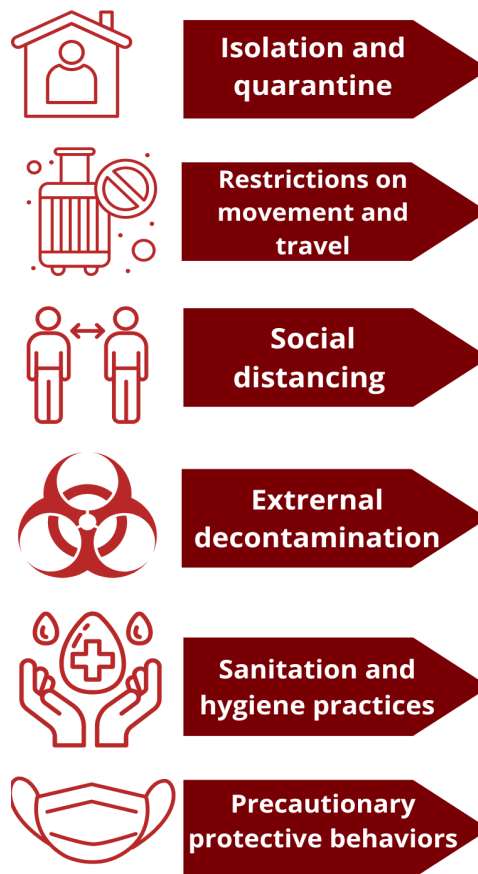 Isolation and
quarantine
Restrictions on
movement and
travel
Social
distancing
Extrernal
decontamination
Sanitation and
hygiene practices
Precautionary
protective behaviors